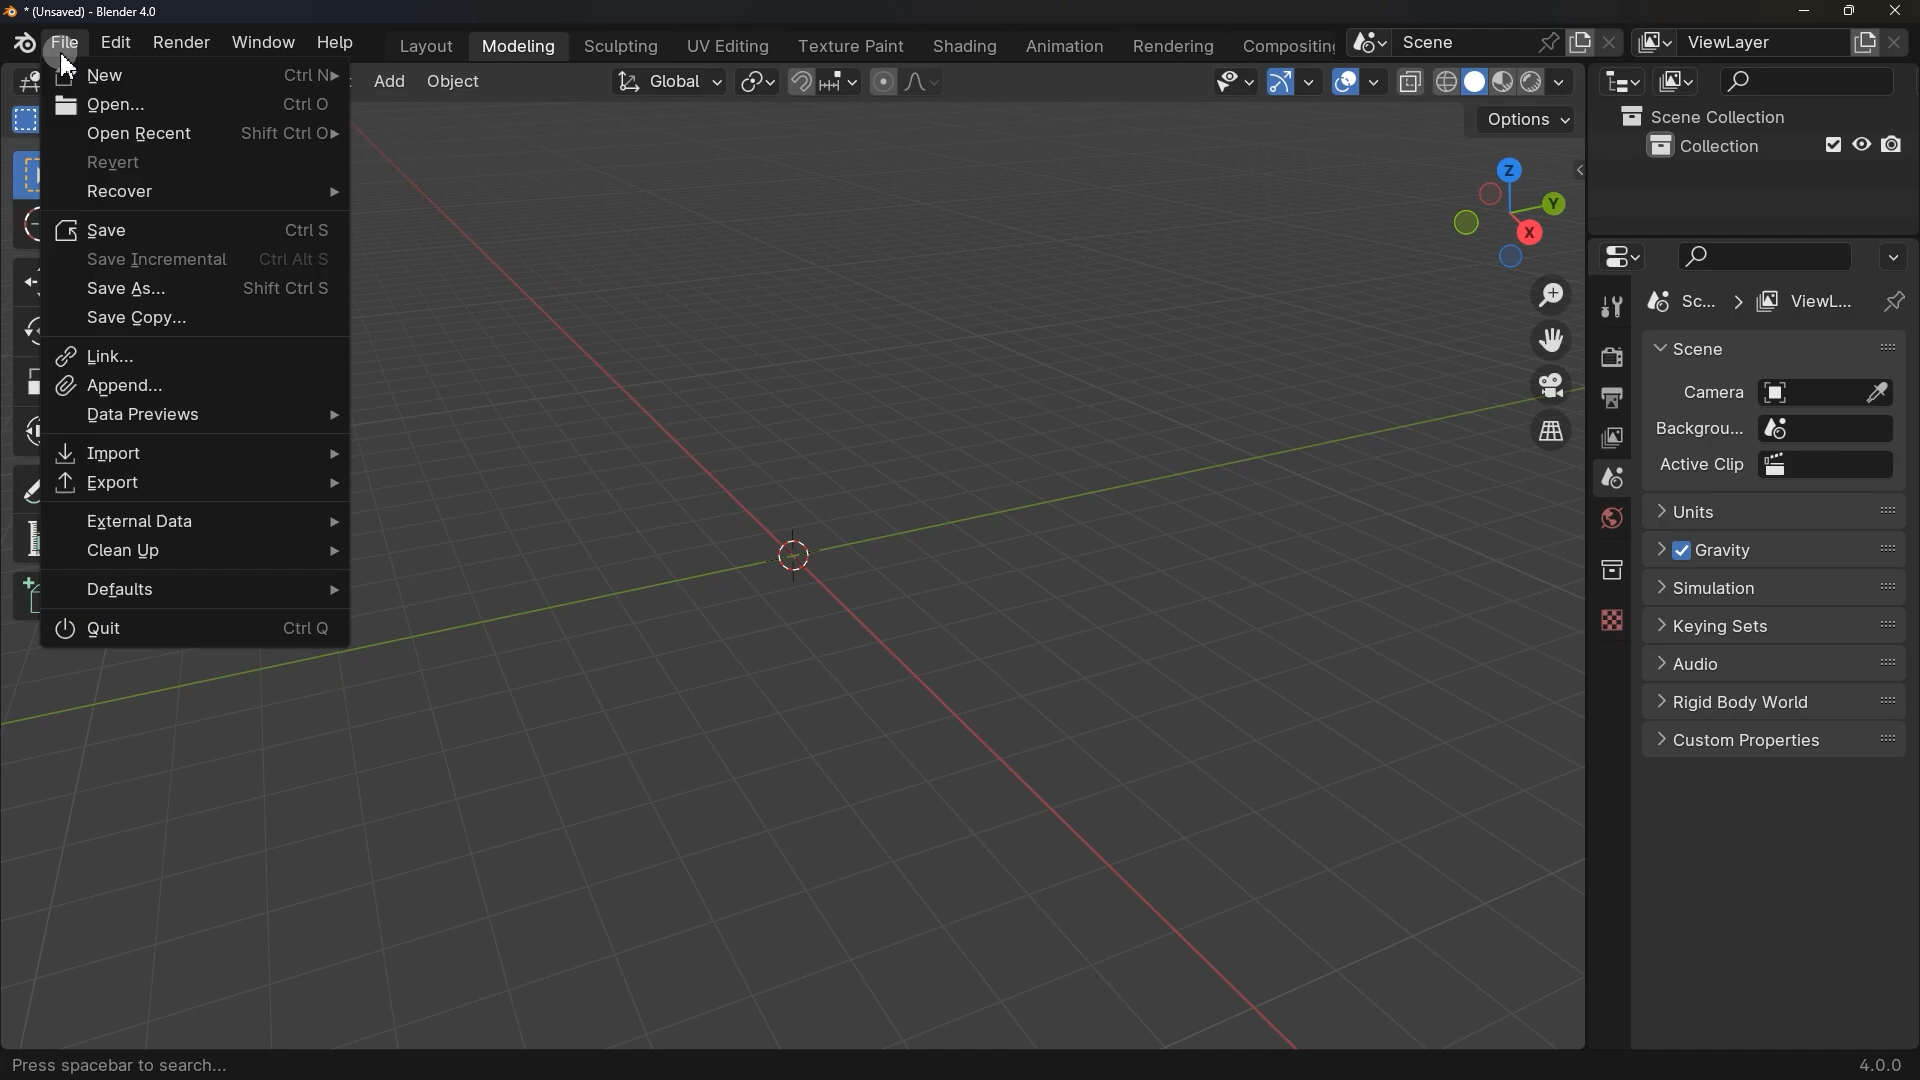 * (Unsaved) - Blender 4.0
File Edit Render Window Help
Layout Modeling Sculpting UV Editing Texture Paint Shading Animation Rendering Compositin
Scene
ViewLayer
Add Object
Global
Options
New Ctrl N
Open... Ctrl O
Open Recent Shift Ctrl O
Revert
Recover
Save Ctrl S
Save Incremental Ctrl Alt S
Save As... Shift Ctrl S
Save Copy...
Link...
Append...
Data Previews
Import
Export
External Data
Clean Up
Defaults
Quit Ctrl Q
Z
Y
X
Scene Collection
Collection
Sc... ViewL...
Scene
Camera
Backgrou...
Active Clip
Units
Gravity
Simulation
Keying Sets
Audio
Rigid Body World
Custom Properties
Press spacebar to search...
4.0.0